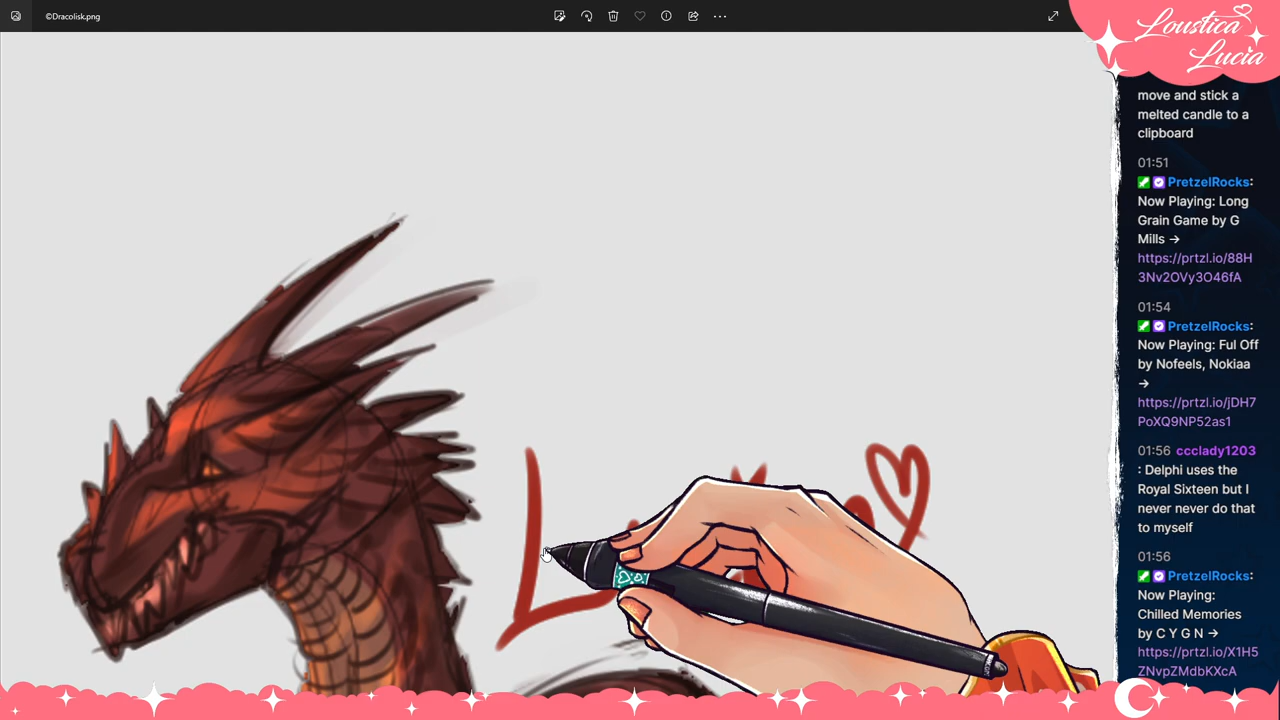 ©Dracolisk.png
Loustica
Lucia
move and stick a
melted candle to a
clipboard
01:51
PretzelRocks:
Now Playing: Long
Grain Game by G
Mills →
https://prtzl.io/88H
3Nv2OVy3O46fA
01:54
PretzelRocks:
Now Playing: Ful Off
by Nofeels, Nokiaa
→
https://prtzl.io/jDH7
PoXQ9NP52as1
01:56 ccclady1203
: Delphi uses the
Royal Sixteen but I
never never do that
to myself
01:56
PretzelRocks:
Now Playing:
Chilled Memories
by C Y G N →
https://prtzl.io/X1H5
ZNvpZMdbKXcA